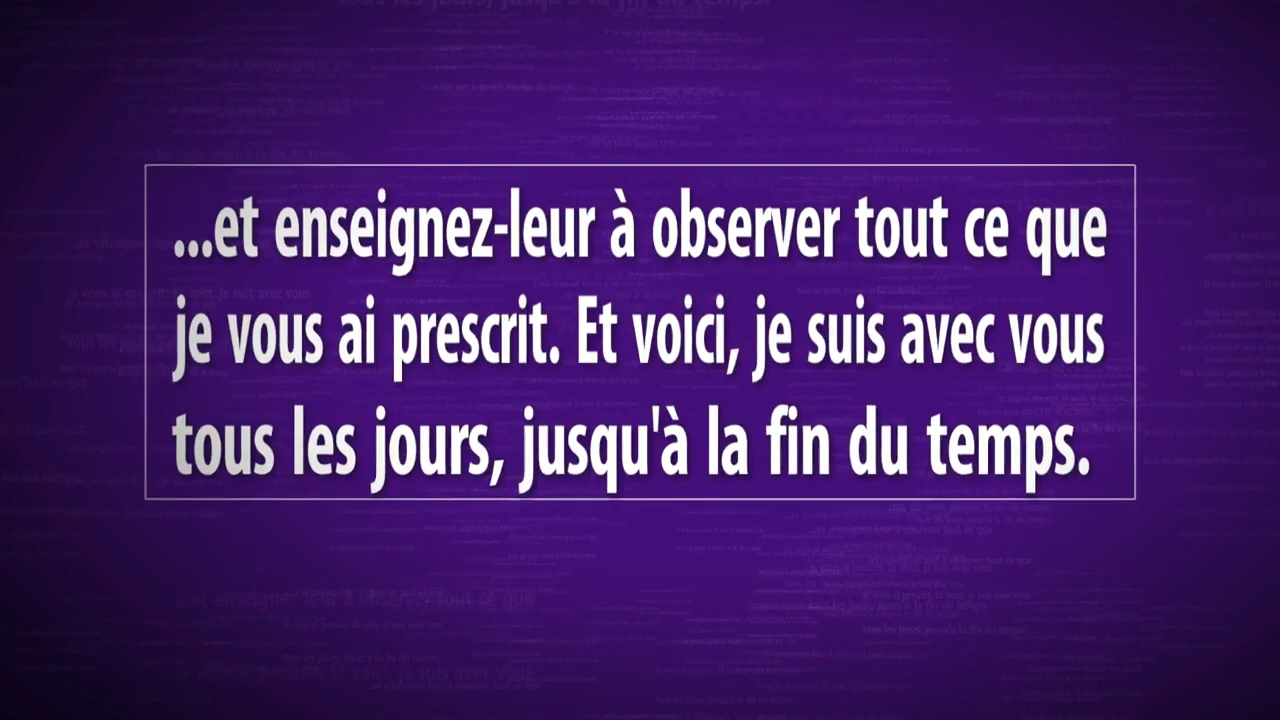 ...et enseignez-leur à observer tout ce que
je vous ai prescrit. Et voici, je suis avec vous
tous les jours, jusqu'à la fin du temps.